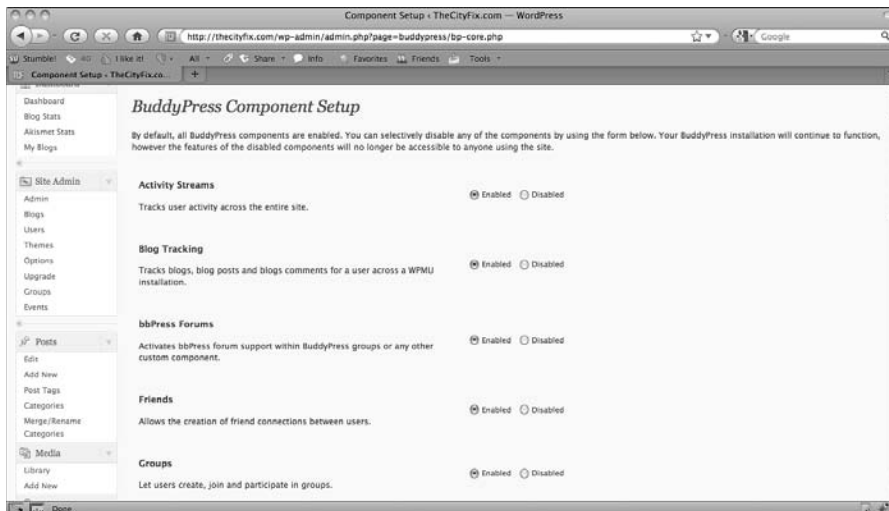 Component Setup ‹ TheCityFix.com — WordPress
http://thecityfix.com/wp-admin/admin.php?page=buddypress/bp-core.php
Google
Stumble! I like it! All Share Info Favorites Friends Tools
Component Setup ‹ TheCityFix.co...
Dashboard
Blog Stats
Akismet Stats
My Blogs
Site Admin
Admin
Blogs
Users
Themes
Options
Upgrade
Groups
Events
Posts
Edit
Add New
Post Tags
Categories
Merge/Rename
Categories
Media
Library
Add New
BuddyPress Component Setup
By default, all BuddyPress components are enabled. You can selectively disable any of the components by using the form below. Your BuddyPress installation will continue to function,
however the features of the disabled components will no longer be accessible to anyone using the site.
Activity Streams
Enabled Disabled
Tracks user activity across the entire site.
Blog Tracking
Enabled Disabled
Tracks blogs, blog posts and blogs comments for a user across a WPMU
installation.
bbPress Forums
Enabled Disabled
Activates bbPress forum support within BuddyPress groups or any other
custom component.
Friends
Enabled Disabled
Allows the creation of friend connections between users.
Groups
Enabled Disabled
Let users create, join and participate in groups.
Done